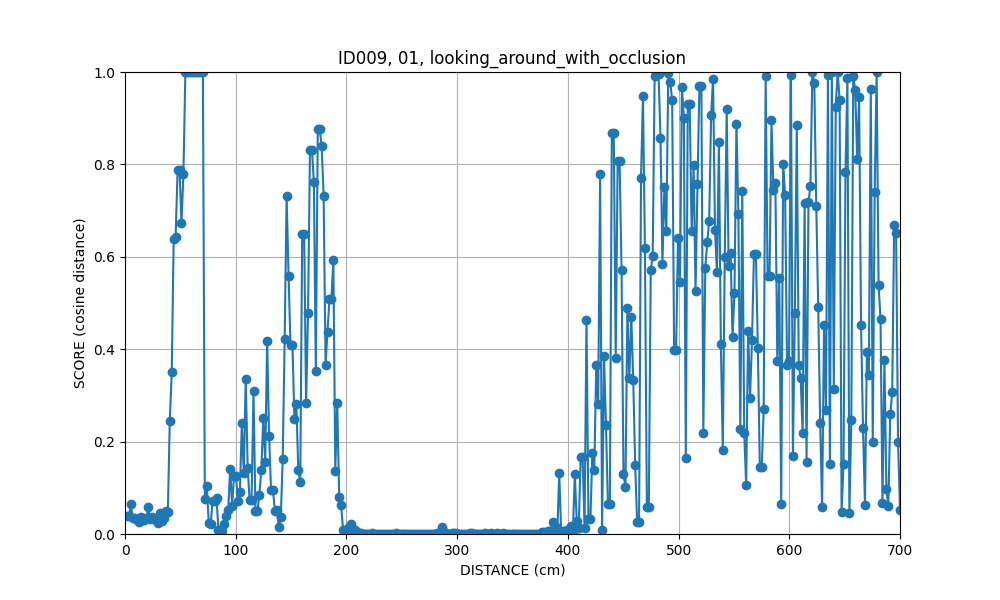 ID009, 01, looking_around_with_occlusion
1.0
0.8
0.6
0.4
0.2
0.0
SCORE (cosine distance)
0 100 200 300 400 500 600 700
DISTANCE (cm)